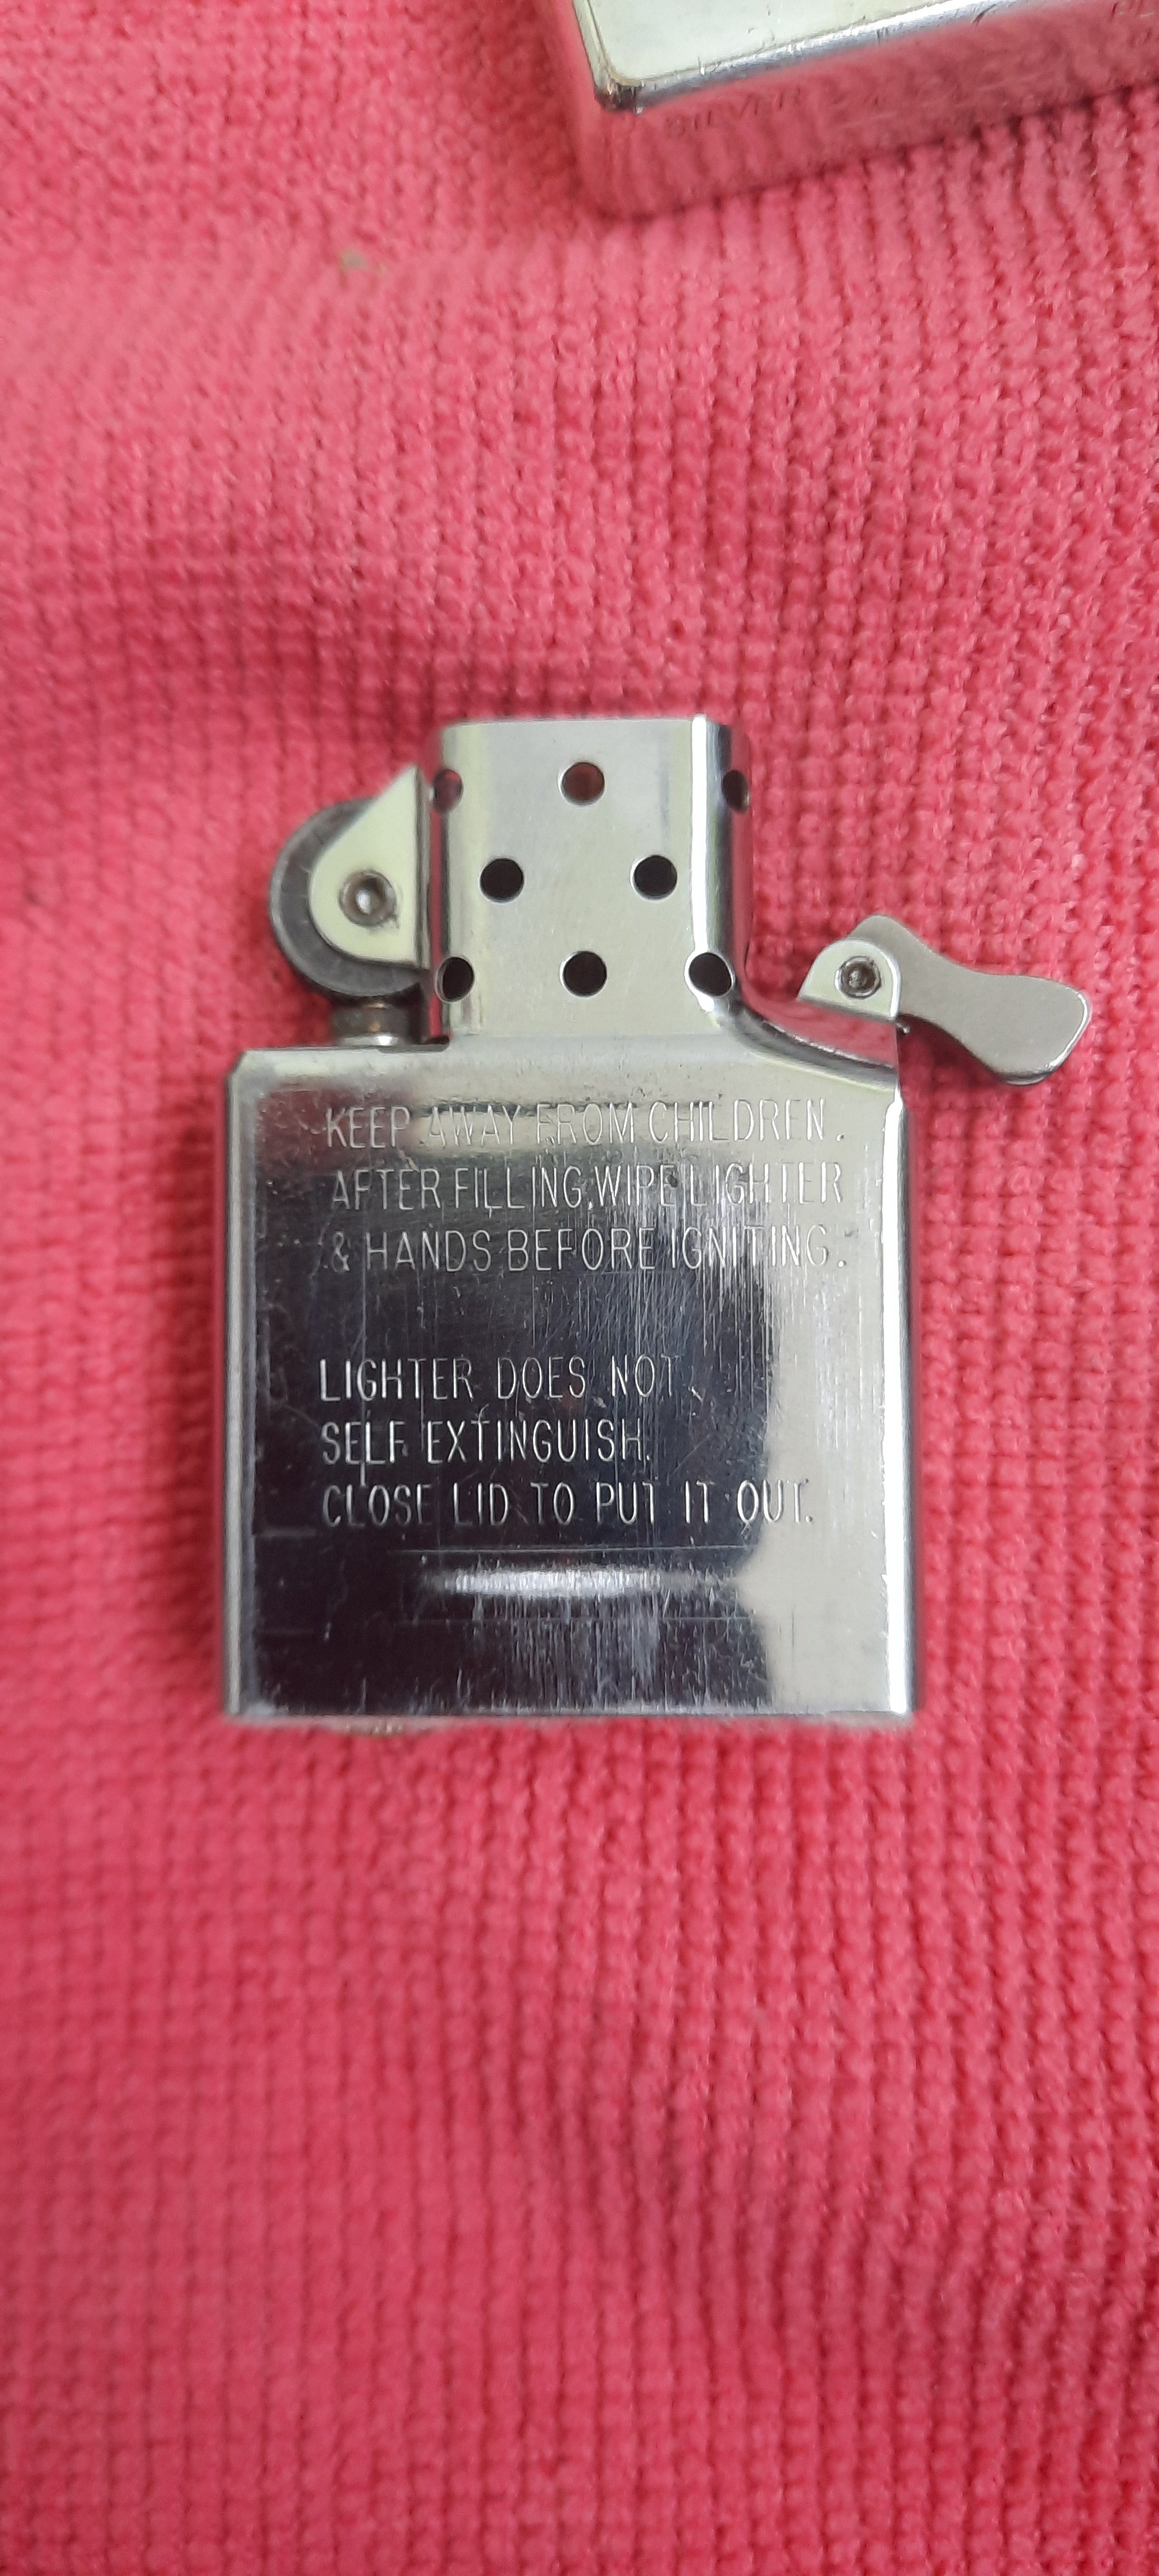 SILVER
KEEP AWAY FROM CHILDREN.
AFTER FILLING,WIPE LIGHTER
& HANDS BEFORE IGNITING.
LIGHTER DOES NOT
SELF EXTINGUISH.
CLOSE LID TO PUT IT OUT.